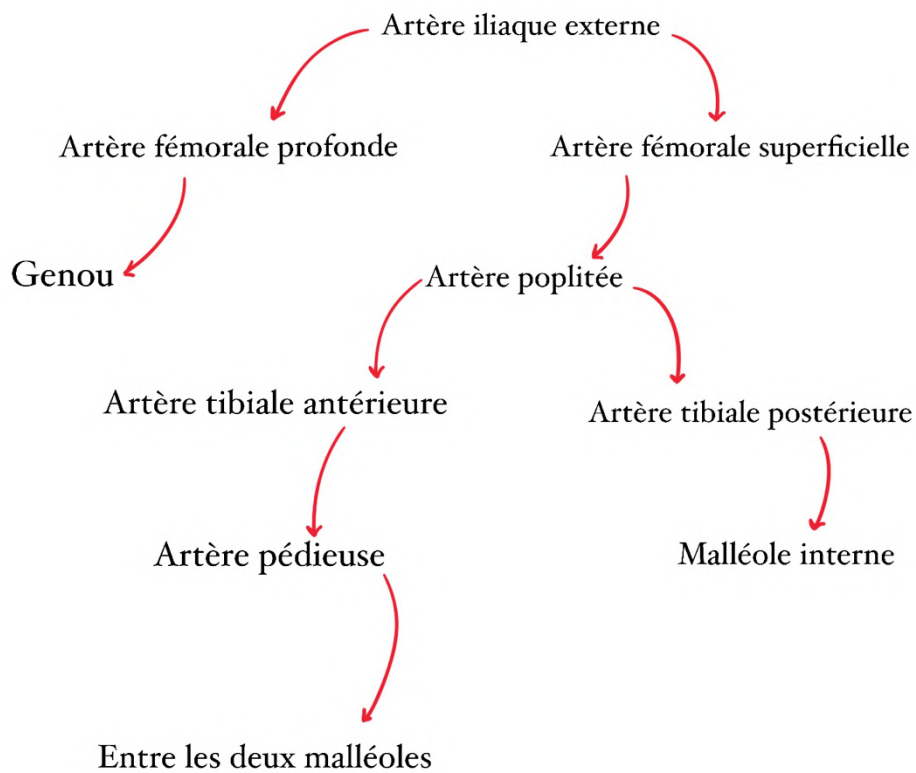 Artère iliaque externe
Artère fémorale profonde
Artère fémorale superficielle
Genou
Artère poplitée
Artère tibiale antérieure
Artère tibiale postérieure
Artère pédieuse
Malléole interne
Entre les deux malléoles